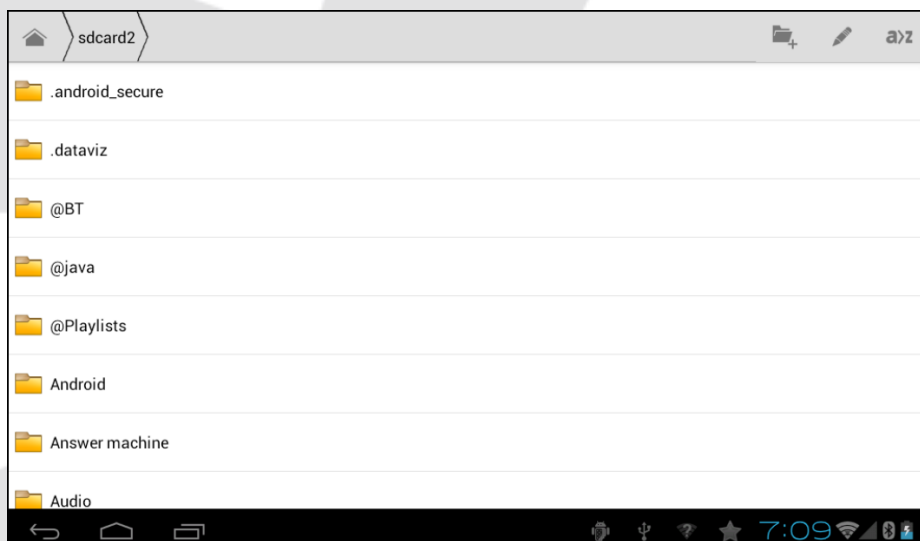 sdcard2
a>z
.android_secure
.dataviz
@BT
@java
@Playlists
Android
Answer machine
Audio
7:09